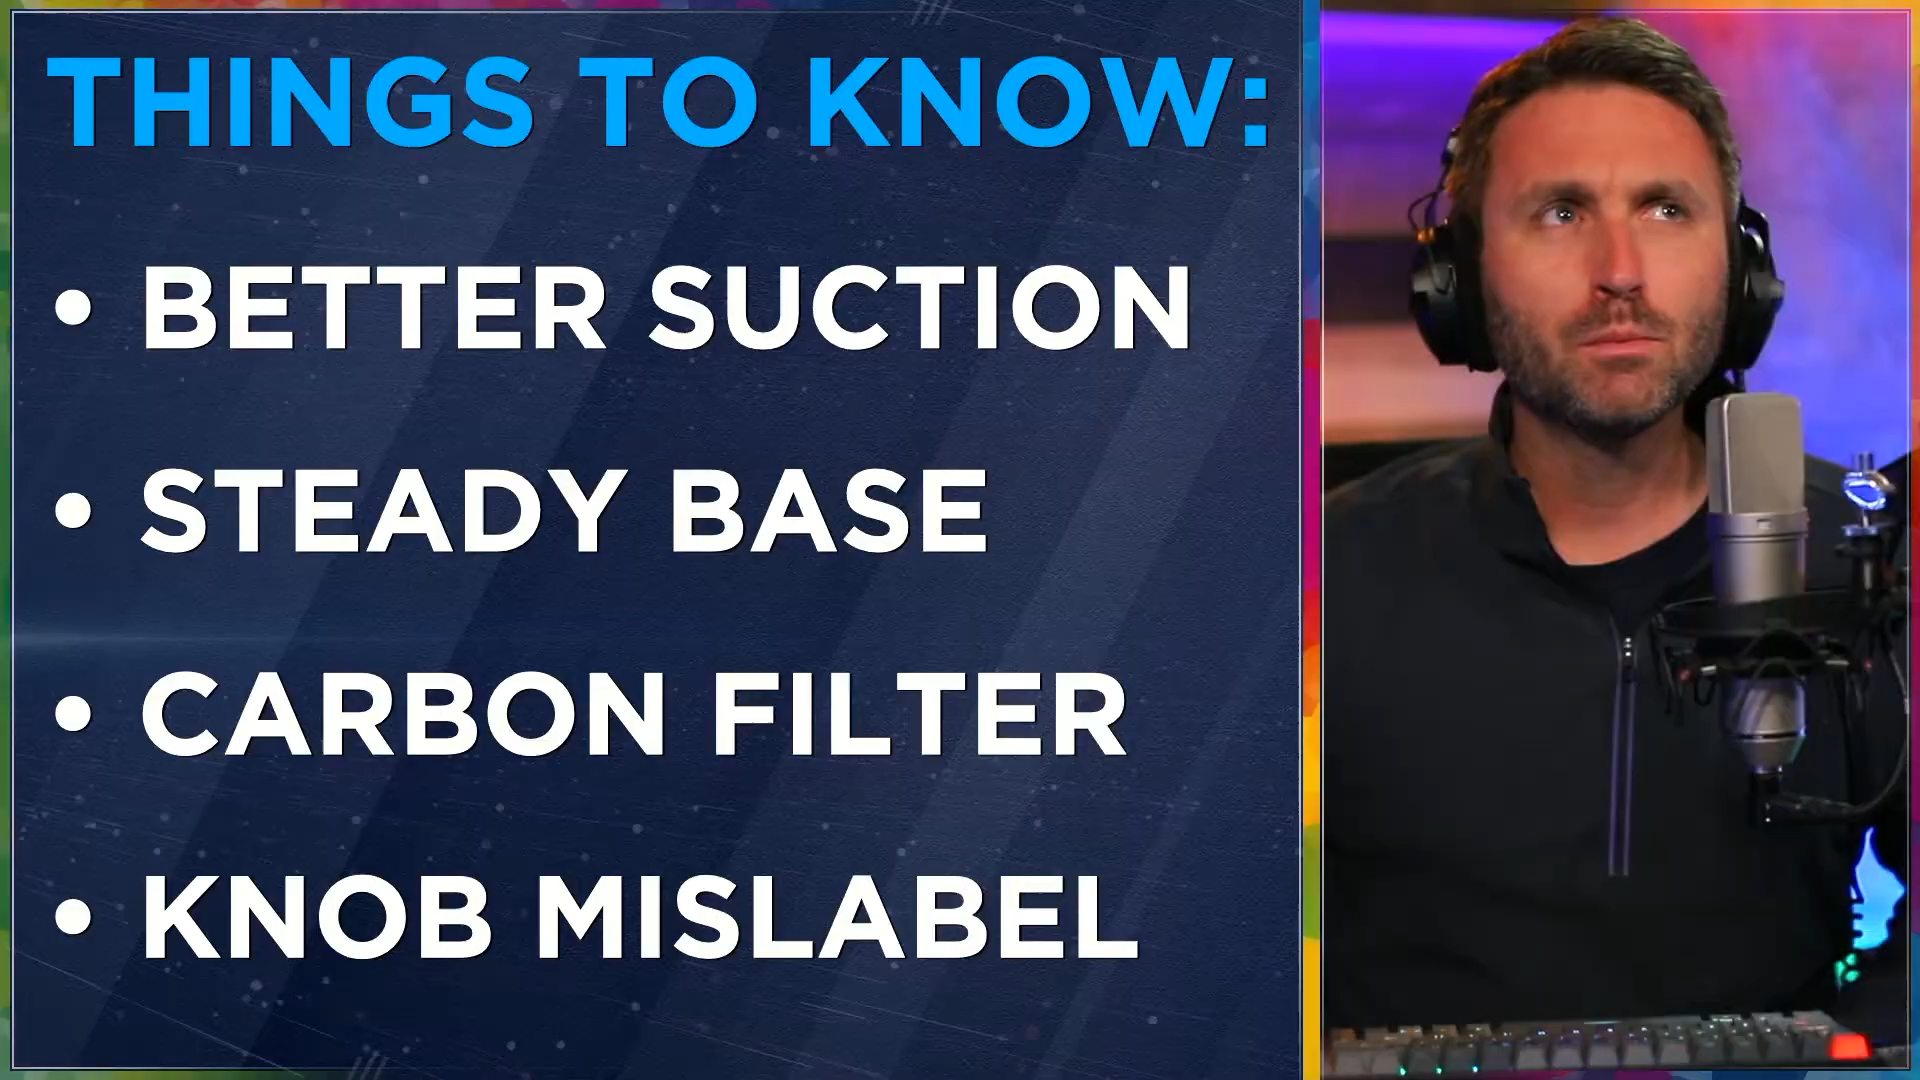 THINGS TO KNOW:
• BETTER SUCTION
• STEADY BASE
• CARBON FILTER
• KNOB MISLABEL